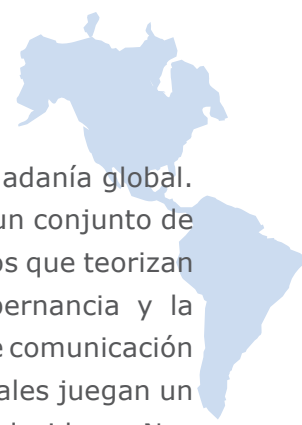 adanía global.
un conjunto de
os que teorizan
bernancia y la
e comunicación
ales juegan un